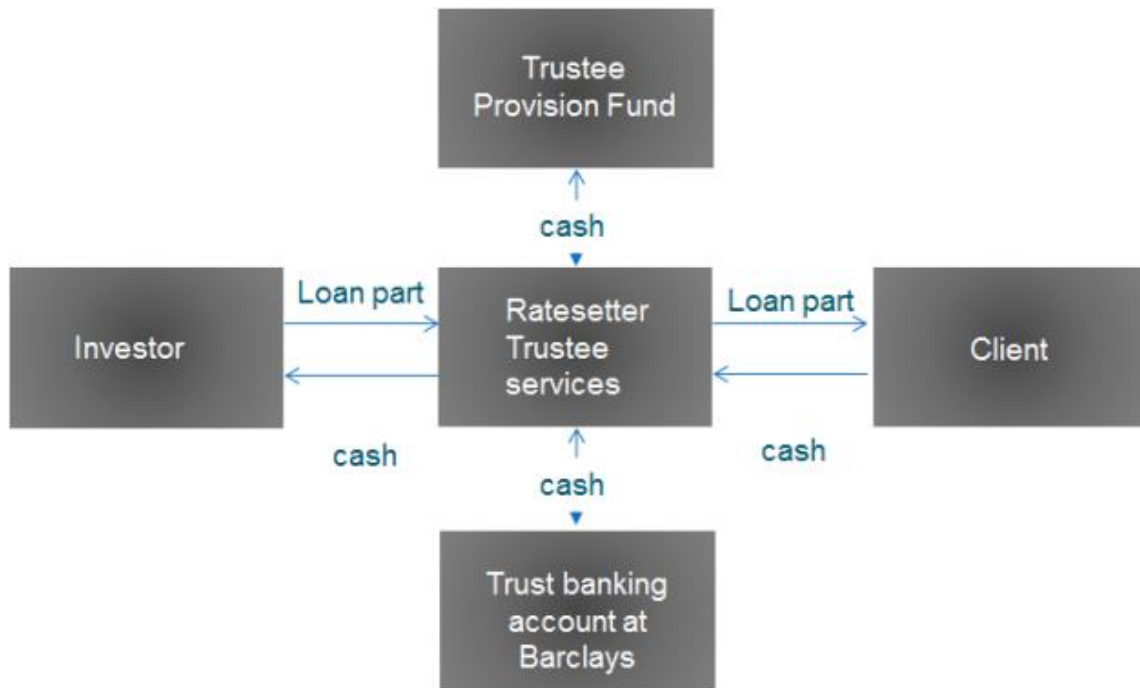 Trustee
Provision Fund
cash
Investor
Loan part
Ratesetter
Trustee
services
Loan part
Client
cash
cash
cash
Trust banking
account at
Barclays